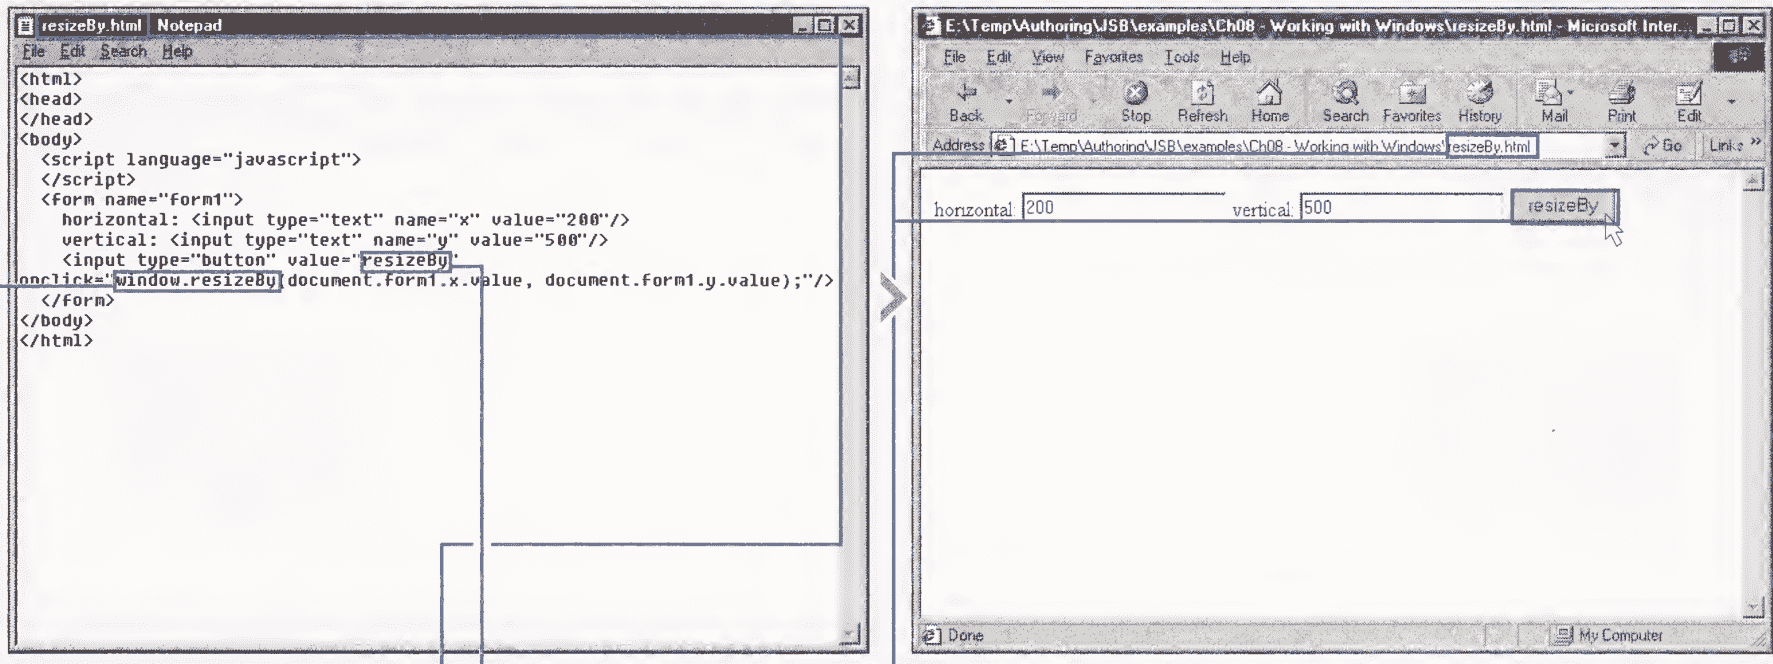 resizeBy.html Notepad
File Edit Search Help
<html>
<head>
</head>
<body>
<script language="javascript">
</script>
<form name="form1">
horizontal: <input type="text" name="x" value="200"/>
vertical: <input type="text" name="y" value="500"/>
<input type="button" value="resizeBy"
onclick="window.resizeBy(document.form1.x.value, document.form1.y.value);"/>
</form>
</body>
</html>
E:\Temp\Authoring\JSB\examples\Ch08 - Working with Windows\resizeBy.html - Microsoft Inter...
File Edit View Favorites Tools Help
Back Forward Stop Refresh Home Search Favorites History Mail Print Edit
Address E:\Temp\Authoring\JSB\examples\Ch08 - Working with Windows\resizeBy.html Go Links »
horizontal: 200 vertical: 500 resizeBy
Done My Computer